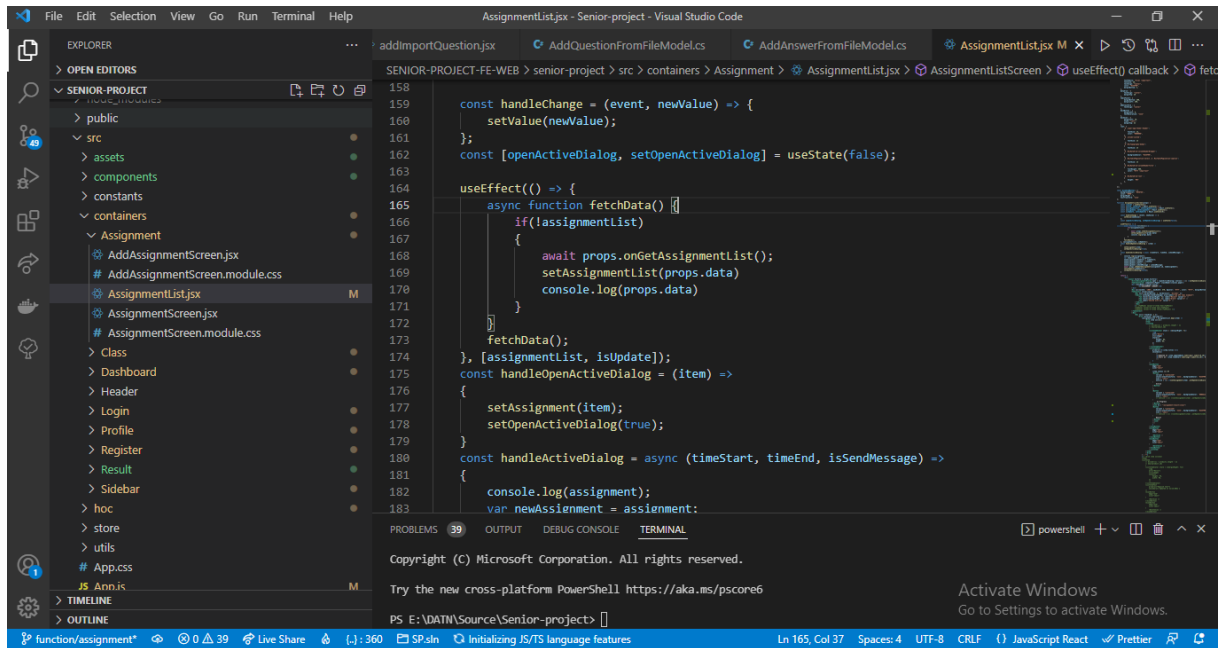 File Edit Selection View Go Run Terminal Help
AssignmentList.jsx - Senior-project - Visual Studio Code
EXPLORER
OPEN EDITORS
SENIOR-PROJECT
node_modules
public
src
assets
components
constants
containers
Assignment
AddAssignmentScreen.jsx
# AddAssignmentScreen.module.css
AssignmentList.jsx M
AssignmentScreen.jsx
# AssignmentScreen.module.css
Class
Dashboard
Header
Login
Profile
Register
Result
Sidebar
hoc
store
utils
# App.css
JS App.js M
TIMELINE
OUTLINE
49
1
addImportQuestion.jsx AddQuestionFromFileModel.cs AddAnswerFromFileModel.cs AssignmentList.jsx M
SENIOR-PROJECT-FE-WEB > senior-project > src > containers > Assignment > AssignmentList.jsx > AssignmentListScreen > useEffect() callback > fetc
158
159 const handleChange = (event, newValue) => {
160 setValue(newValue);
161 };
162 const [openActiveDialog, setOpenActiveDialog] = useState(false);
163
164 useEffect(() => {
165 async function fetchData() {
166 if(!assignmentList)
167 {
168 await props.onGetAssignmentList();
169 setAssignmentList(props.data)
170 console.log(props.data)
171 }
172 }
173 fetchData();
174 }, [assignmentList, isUpdate]);
175 const handleOpenActiveDialog = (item) =>
176 {
177 setAssignment(item);
178 setOpenActiveDialog(true);
179 }
180 const handleActiveDialog = async (timeStart, timeEnd, isSendMessage) =>
181 {
182 console.log(assignment);
183 var newAssignment = assignment;
PROBLEMS 39 OUTPUT DEBUG CONSOLE TERMINAL
powershell
Copyright (C) Microsoft Corporation. All rights reserved.
Try the new cross-platform PowerShell https://aka.ms/pscore6
PS E:\DATN\Source\Senior-project>
Activate Windows
Go to Settings to activate Windows.
function/assignment* 0 39 Live Share {..} : 360 SP.sln Initializing JS/TS language features Ln 165, Col 37 Spaces: 4 UTF-8 CRLF {} JavaScript React Prettier